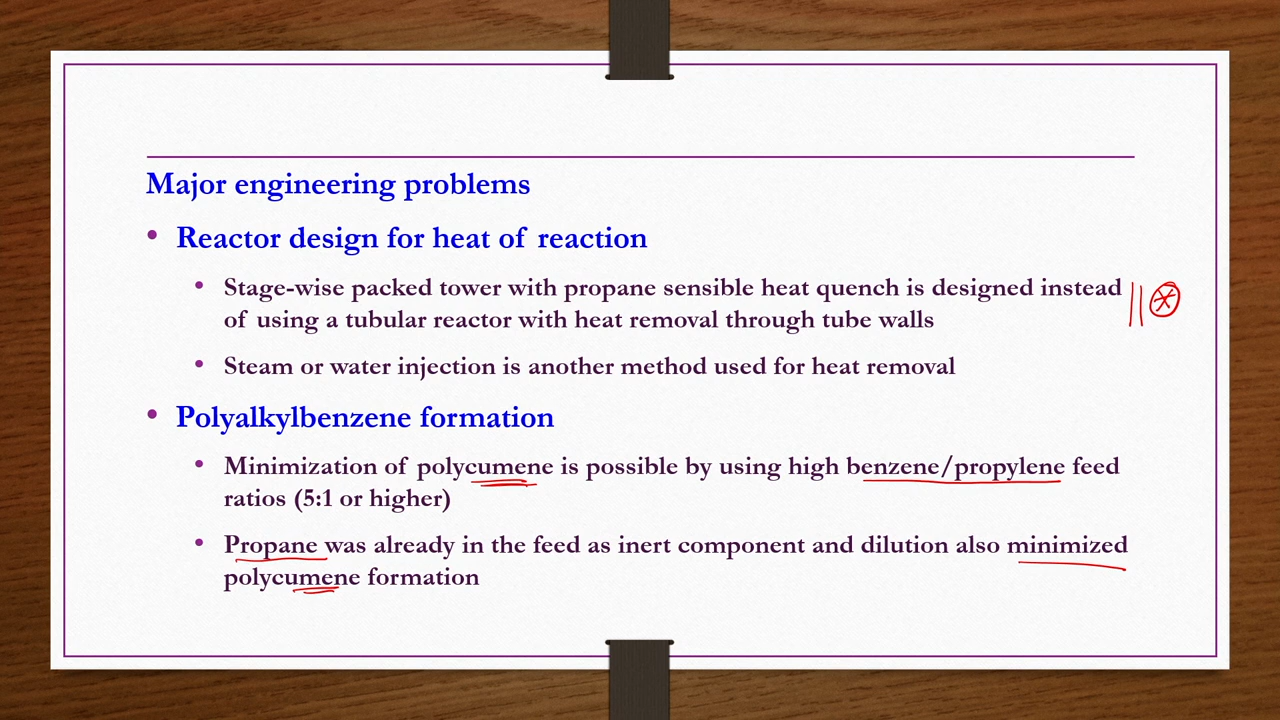 Major engineering problems
• Reactor design for heat of reaction
• Stage-wise packed tower with propane sensible heat quench is designed instead
of using a tubular reactor with heat removal through tube walls
• Steam or water injection is another method used for heat removal
• Polyalkylbenzene formation
• Minimization of polycumene is possible by using high benzene/propylene feed
ratios (5:1 or higher)
• Propane was already in the feed as inert component and dilution also minimized
polycumene formation